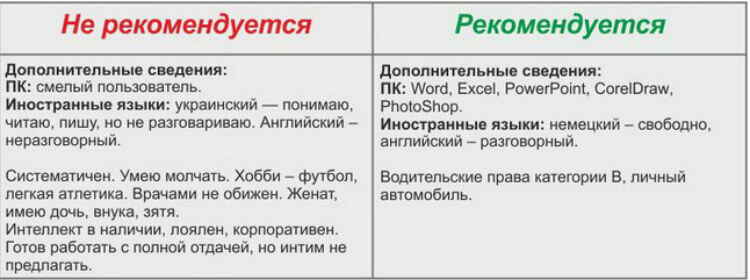 Не рекомендуется
Дополнительные сведения:
ПК: смелый пользователь.
Иностранные языки: украинский — понимаю,
читаю, пишу, но не разговариваю. Английский –
неразговорный.
Систематичен. Умею молчать. Хобби – футбол,
легкая атлетика. Врачами не обижен. Женат,
имею дочь, внука, зятя.
Интеллект в наличии, лоялен, корпоративен.
Готов работать с полной отдачей, но интим не
предлагать.
Рекомендуется
Дополнительные сведения:
ПК: Word, Excel, PowerPoint, CorelDraw,
PhotoShop.
Иностранные языки: немецкий – свободно,
английский – разговорный.
Водительские права категории В, личный
автомобиль.